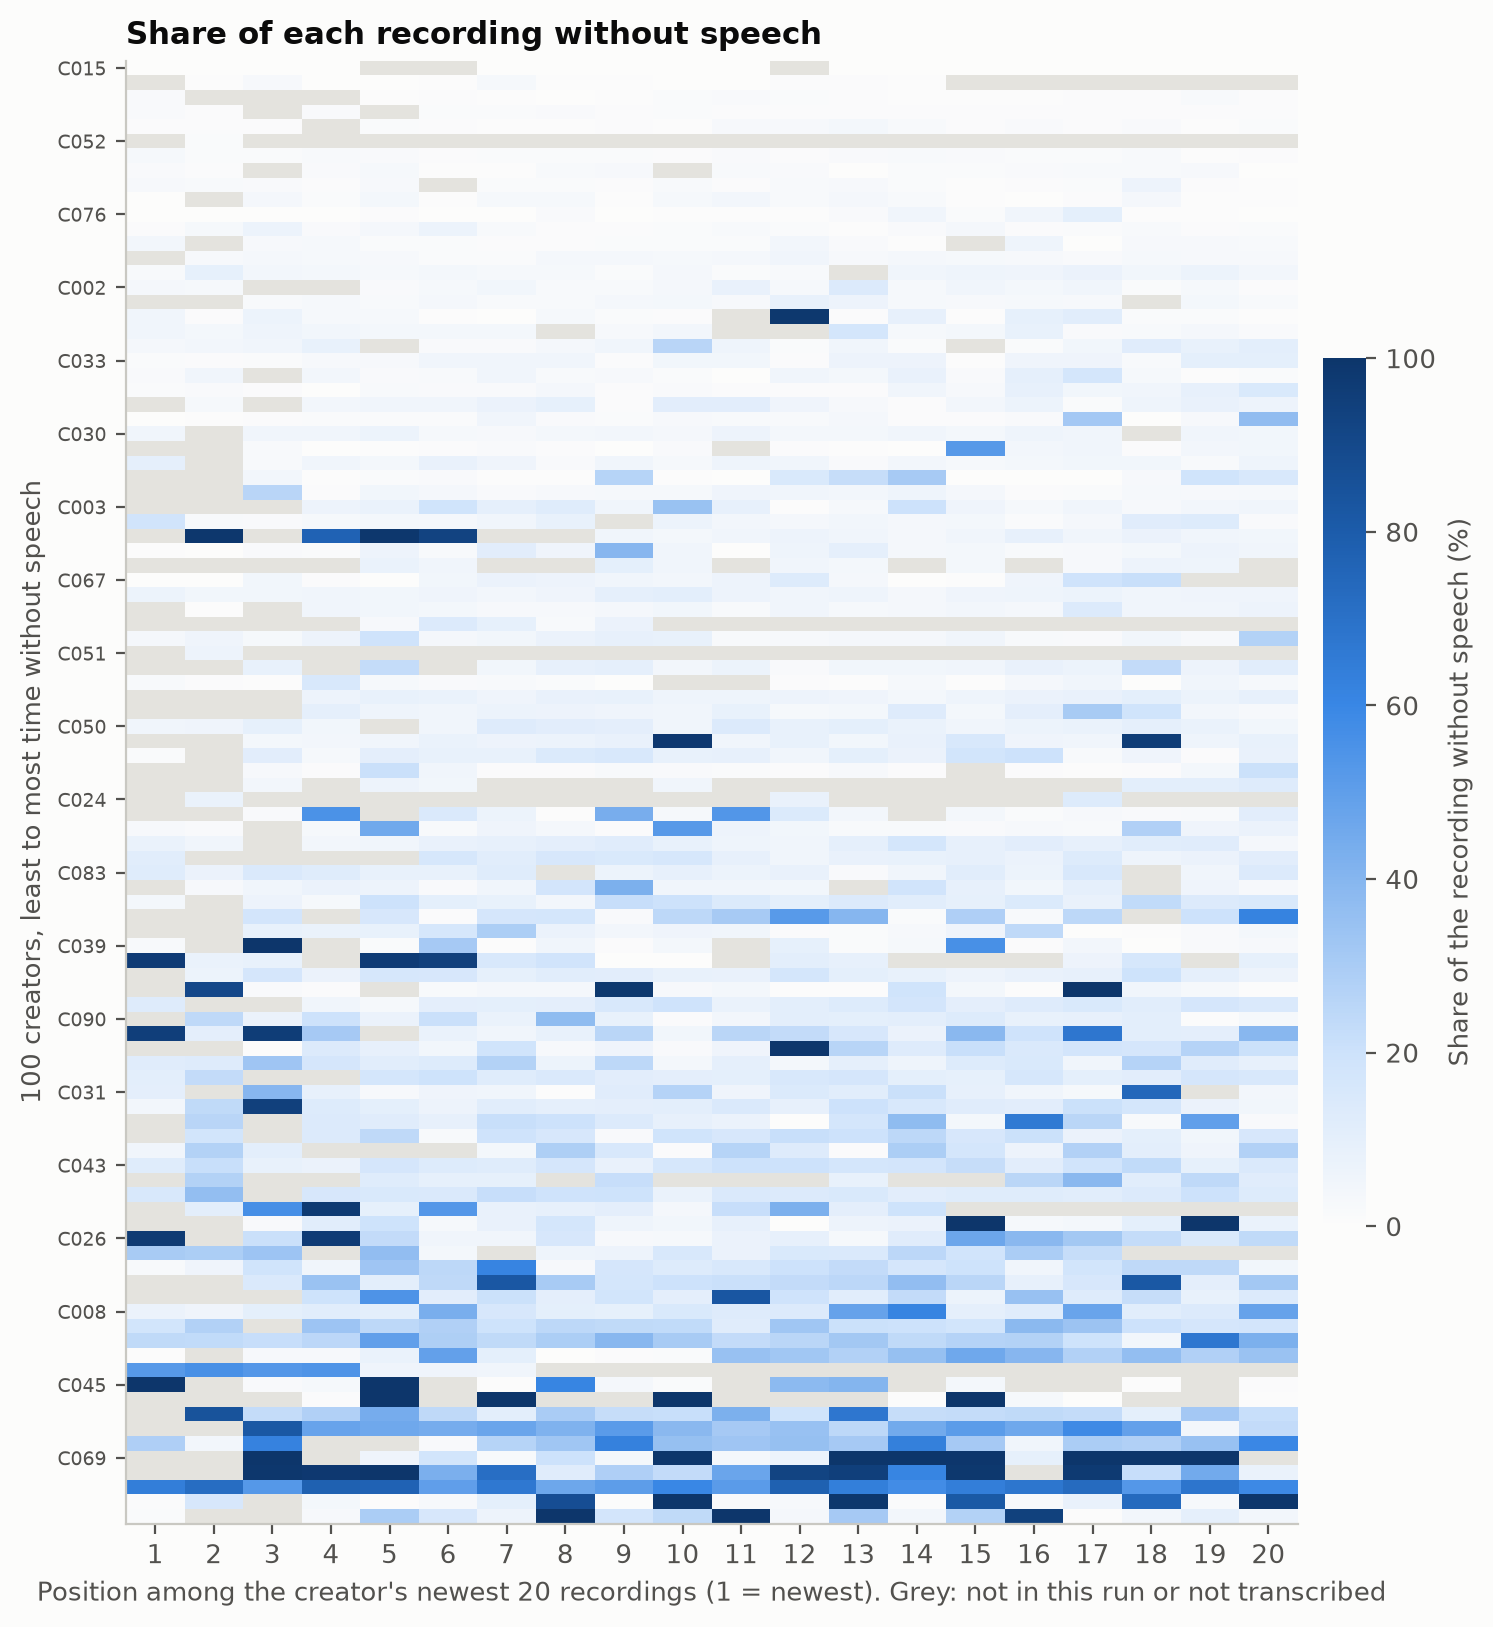 Share of each recording without speech
C015
C052
C076
C002
C033
C030
C003
C067
C051
C050
C024
C083
C039
C090
C031
C043
C026
C008
C045
C069
100 creators, least to most time without speech
1 2 3 4 5 6 7 8 9 10 11 12 13 14 15 16 17 18 19 20
Position among the creator's newest 20 recordings (1 = newest). Grey: not in this run or not transcribed
100
80
60
40
20
0
Share of the recording without speech (%)